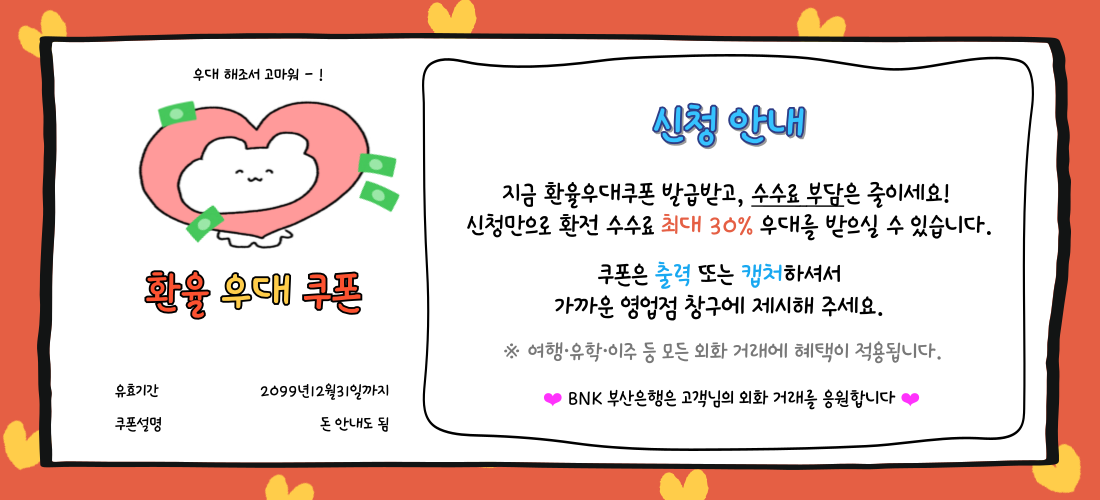 우대 해조서 고마워 - !
환율 우대 쿠폰
유효기간 2099년12월31일까지
쿠폰설명 돈 안내도 됨
신청 안내
지금 환율우대쿠폰 발급받고, 수수료 부담은 줄이세요!
신청만으로 환전 수수료 최대 30% 우대를 받으실 수 있습니다.
쿠폰은 출력 또는 캡처하셔서
가까운 영업점 창구에 제시해 주세요.
※ 여행·유학·이주 등 모든 외화 거래에 혜택이 적용됩니다.
❤ BNK 부산은행은 고객님의 외화 거래를 응원합니다 ❤